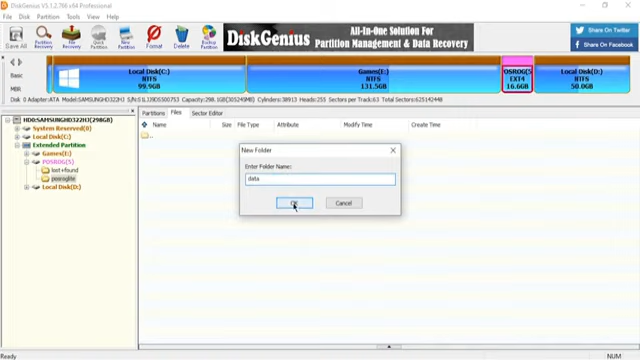 DiskGenius V5.1.2.766 x64 Professional
File Disk Partition Tools View Help
Save All
Partition Recovery
File Recovery
Quick Partition
New Partition
Format
Delete
Backup Partition
DiskGenius
All-In-One Solution For
Partition Management & Data Recovery
Share On Twitter
Share On Facebook
Basic
MBR
Local Disk(C:)
NTFS
99.9GB
Games(E:)
NTFS
131.5GB
OSROG(5
EXT4
16.6GB
Local Disk(D:)
NTFS
50.0GB
Disk 0 Adapter:ATA Model:SAMSUNGHD322HJ Capacity:298.1GB(305245MB) Cylinders:38913 Heads:255 Sectors per Track:63 Total Sectors:625142448
HD0:SAMSUNGHD322HJ(298GB)
System Reserved(0)
Local Disk(C:)
Extended Partition
Games(E:)
Local Disk(D:)
lost+found
Partitions Files Sector Editor
Name Size File Type Attribute Modify Time Create Time
..
New Folder
Enter Folder Name:
data
OK Cancel
Ready NUM